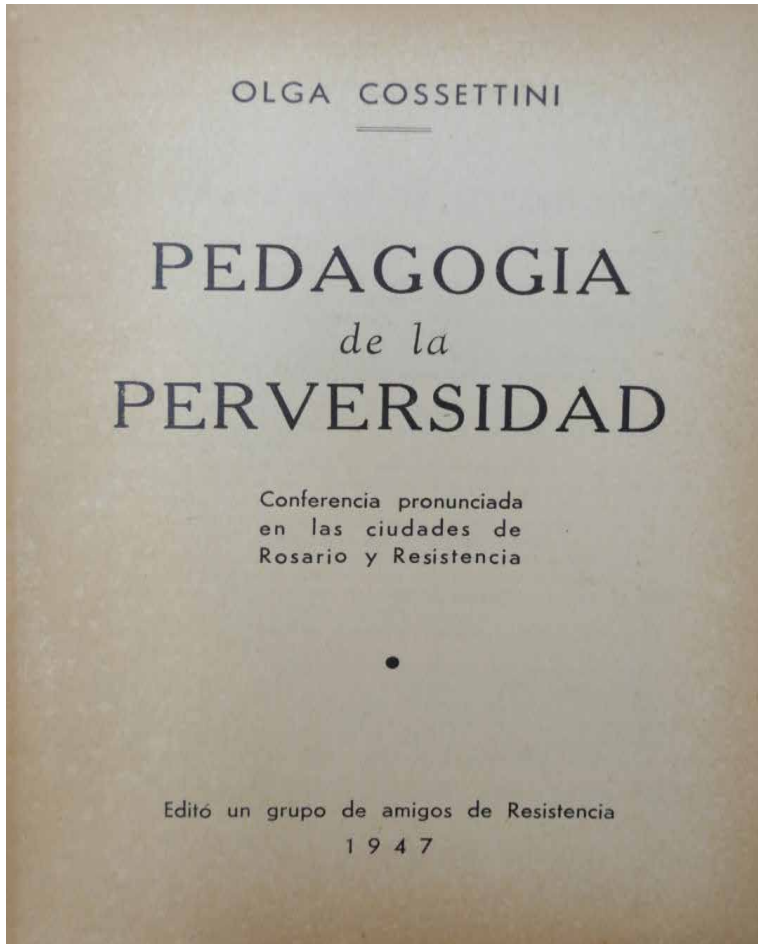 OLGA COSSETTINI
PEDAGOGIA
de la
PERVERSIDAD
Conferencia pronunciada
en las ciudades de
Rosario y Resistencia
Editó un grupo de amigos de Resistencia
1947